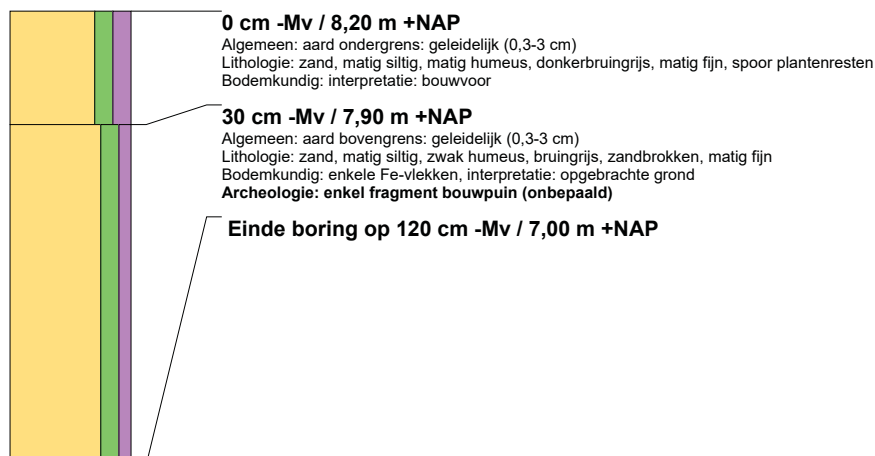 0 cm -Mv / 8,20 m +NAP
Algemeen: aard ondergrens: geleidelijk (0,3-3 cm)
Lithologie: zand, matig siltig, matig humeus, donkerbruingrijs, matig fijn, spoor plantenresten
Bodemkundig: interpretatie: bouwvoor
30 cm -Mv / 7,90 m +NAP
Algemeen: aard bovengrens: geleidelijk (0,3-3 cm)
Lithologie: zand, matig siltig, zwak humeus, bruingrijs, zandbrokken, matig fijn
Bodemkundig: enkele Fe-vlekken, interpretatie: opgebrachte grond
Archeologie: enkel fragment bouwpuin (onbepaald)
Einde boring op 120 cm -Mv / 7,00 m +NAP